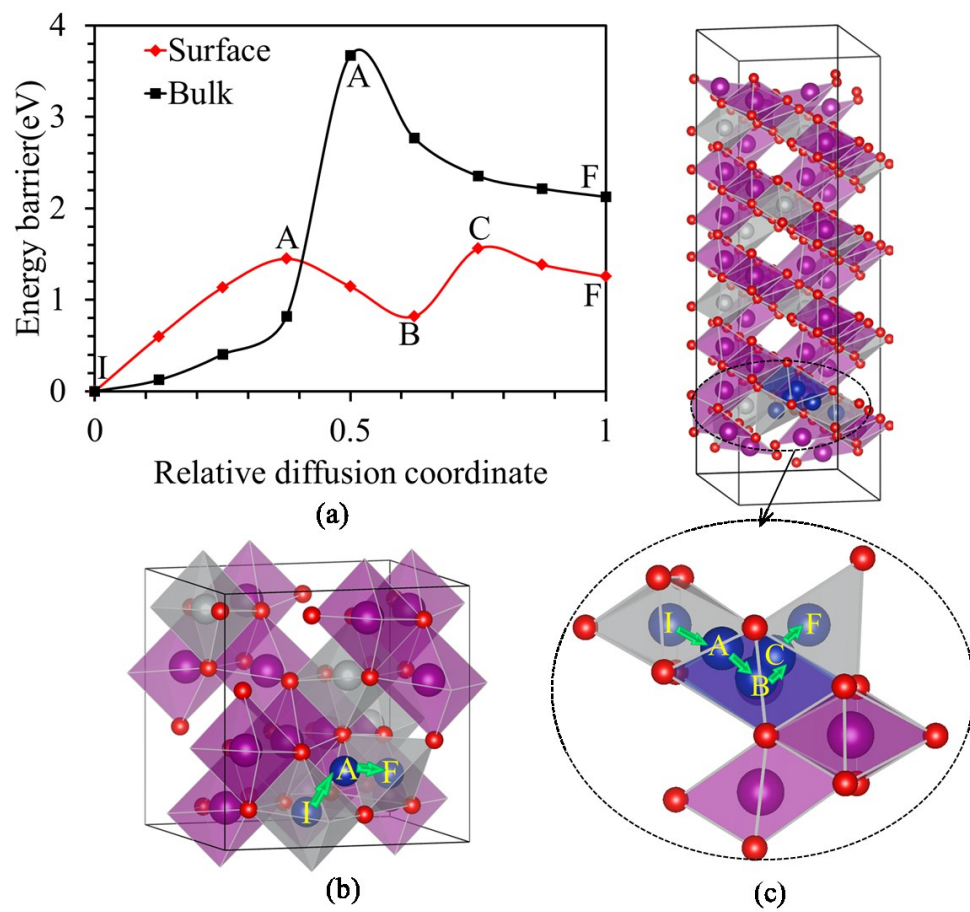 4
3
2
1
0
Energy barrier(eV)
Surface
Bulk
I
A
A
B
C
F
F
0
0.5
1
Relative diffusion coordinate
(a)
I
A
F
(b)
I
A
B
C
F
(c)